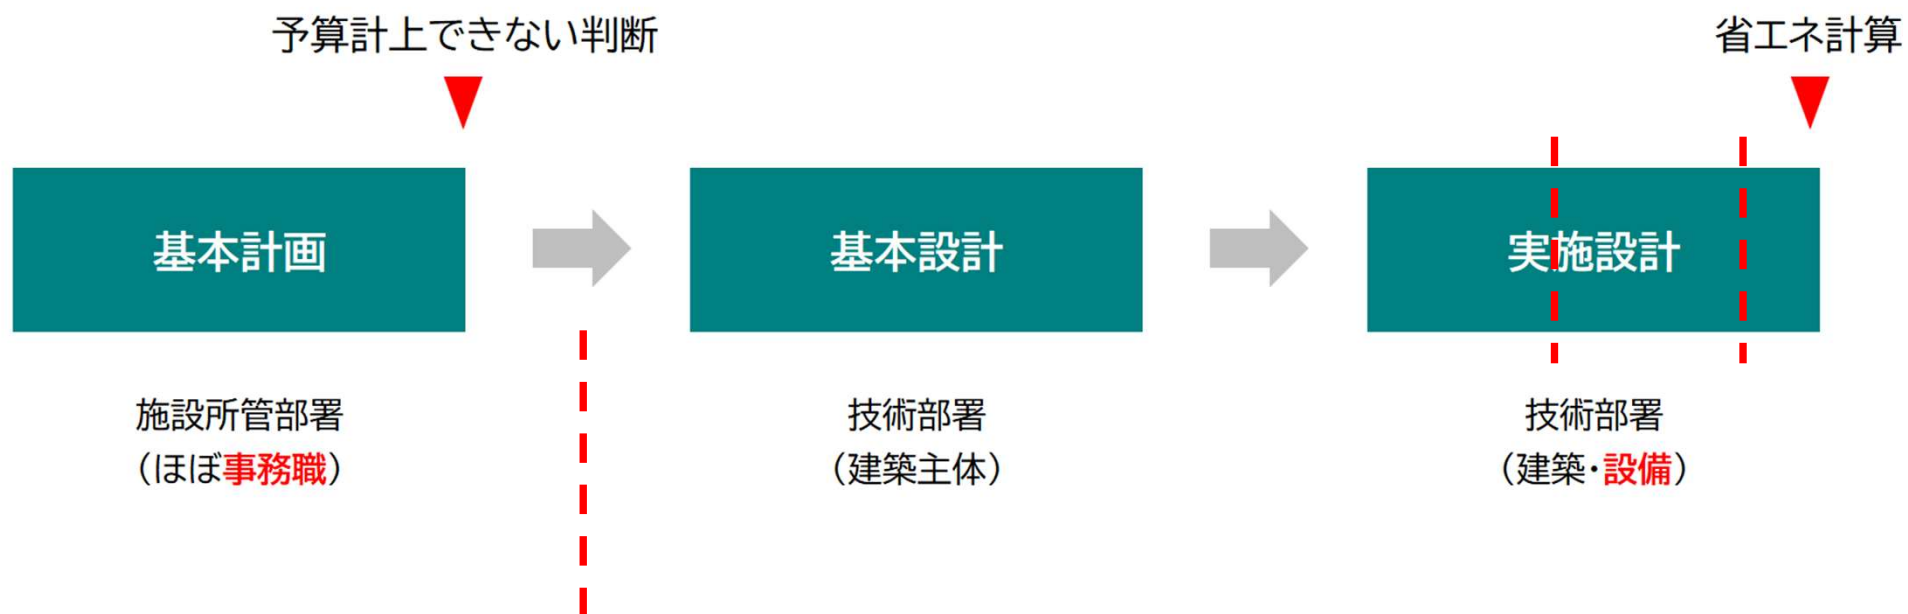 予算計上できない判断
省エネ計算
基本計画
基本設計
実施設計
施設所管部署
（ほぼ事務職）
技術部署
（建築主体）
技術部署
（建築・設備）